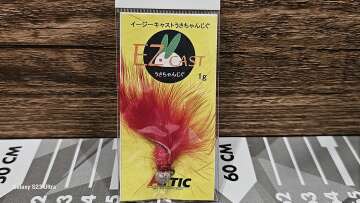 イージーキャストうさちゃんじぐ
EZ CAST
うさちゃんじぐ
1g
TIC
60 CM
60 CM
Galaxy S23 Ultra